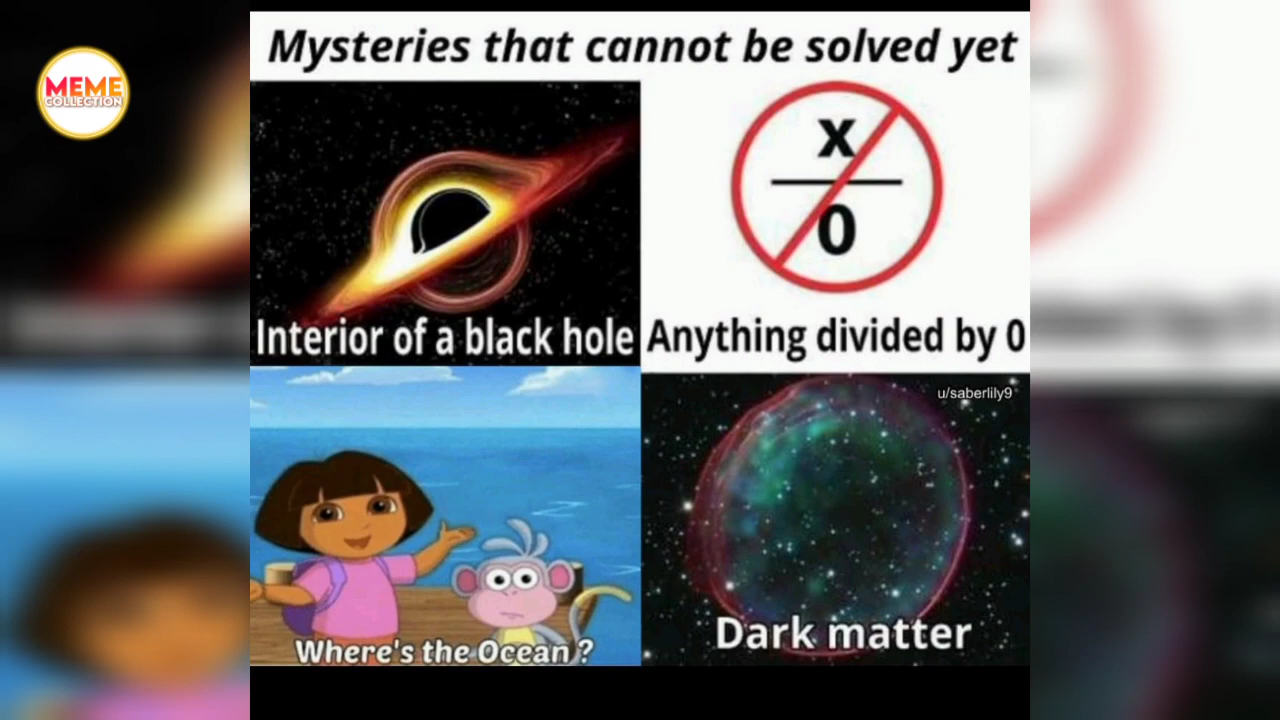 MEME
COLLECTION
Mysteries that cannot be solved yet
x
0
Interior of a black hole
Anything divided by 0
u/saberlily9
Where's the Ocean ?
Dark matter